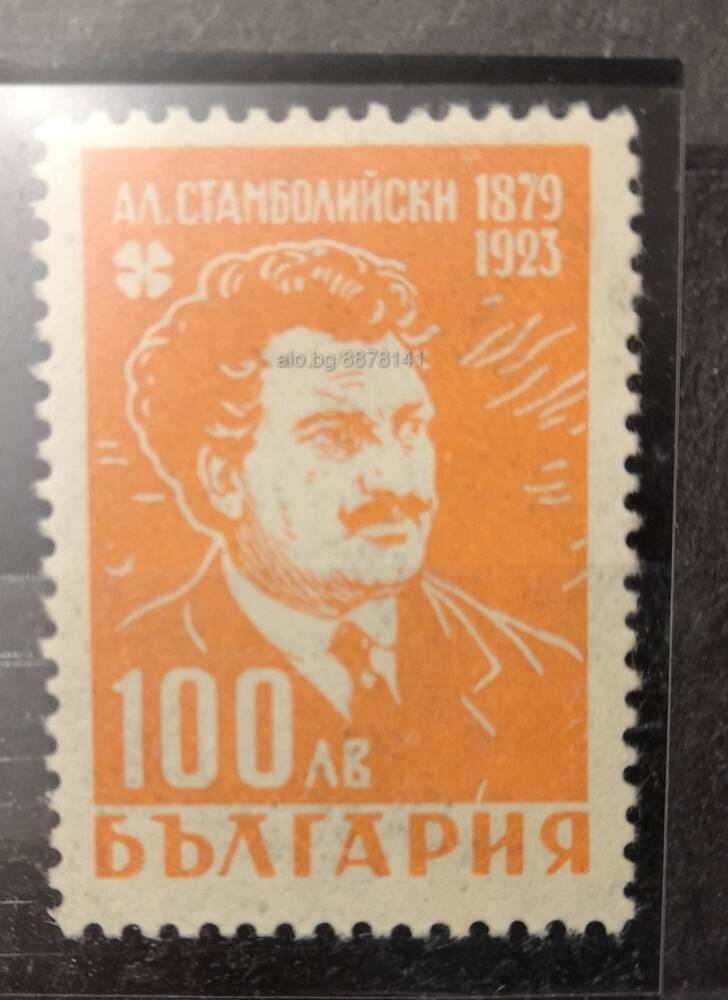 АЛ. СТАМБОЛИЙСКИ 1879
1923
alo.bg/8878141
100 ЛВ
БЪЛГАРИЯ